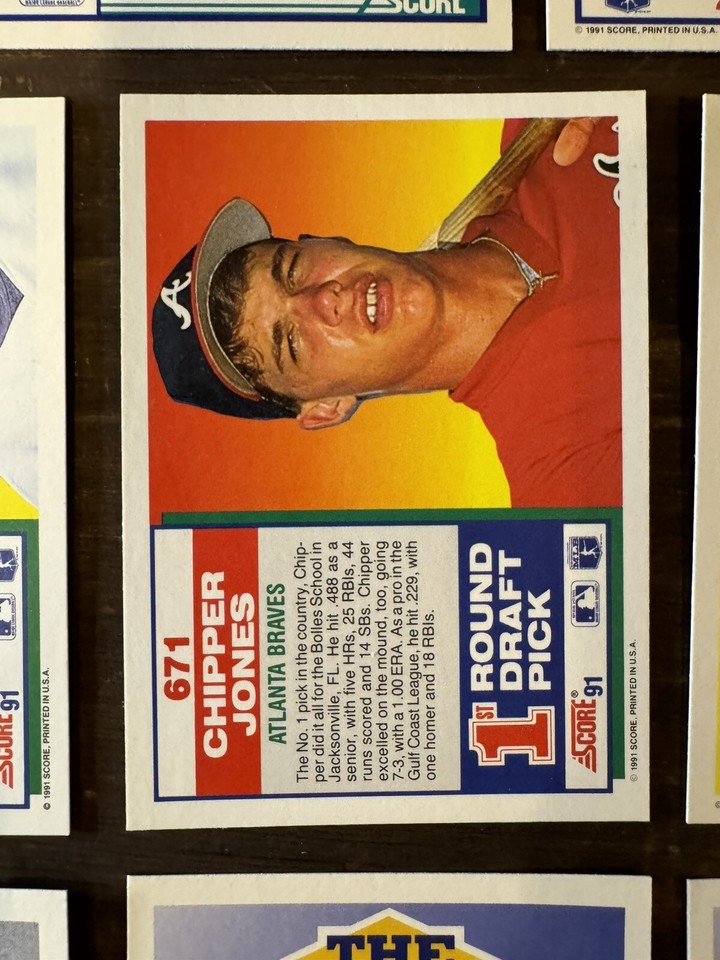 MAJOR LEAGUE BASEBALL
SCORE
© 1991 SCORE, PRINTED IN U.S.A.
671
CHIPPER
JONES
ATLANTA BRAVES
The No. 1 pick in the country, Chip-
per did it all for the Bolles School in
Jacksonville, FL. He hit .488 as a
senior, with five HRs, 25 RBIs, 44
runs scored and 14 SBs. Chipper
excelled on the mound, too, going
7-3, with a 1.00 ERA. As a pro in the
Gulf Coast League, he hit .229, with
one homer and 18 RBIs.
1ST ROUND
DRAFT
PICK
SCORE® 91
© 1991 SCORE, PRINTED IN U.S.A.
A
SCORE 91
© 1991 SCORE, PRINTED IN U.S.A.
THE